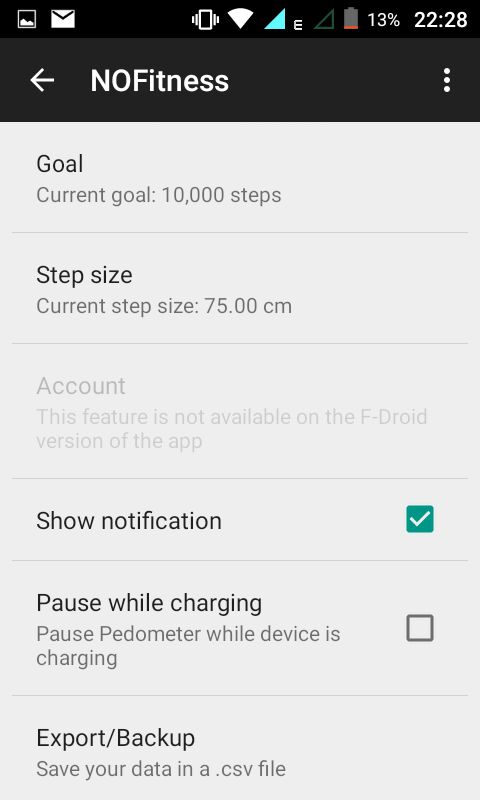 E 13% 22:28
NOFitness
Goal
Current goal: 10,000 steps
Step size
Current step size: 75.00 cm
Account
This feature is not available on the F-Droid
version of the app
Show notification
Pause while charging
Pause Pedometer while device is
charging
Export/Backup
Save your data in a .csv file